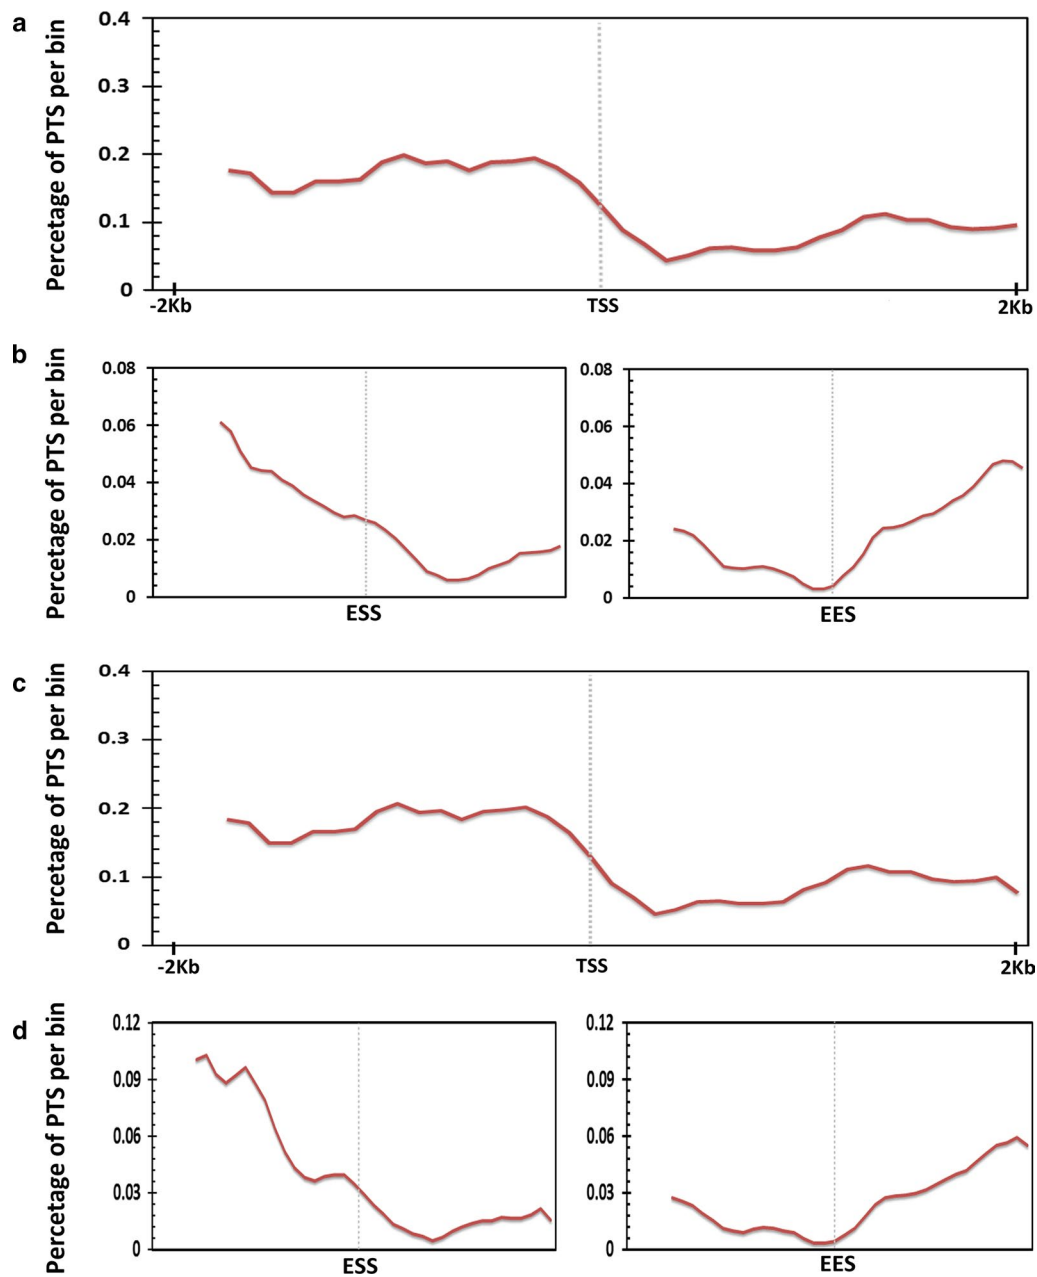 a
Percetage of PTS per bin
0.4
0.3
0.2
0.1
0
-2Kb
TSS
2Kb
b
Percetage of PTS per bin
0.08
0.06
0.04
0.02
0
ESS
0.08
0.06
0.04
0.02
0
EES
c
Percetage of PTS per bin
0.4
0.3
0.2
0.1
0
-2Kb
TSS
2Kb
d
Percetage of PTS per bin
0.12
0.09
0.06
0.03
0
ESS
0.12
0.09
0.06
0.03
0
EES